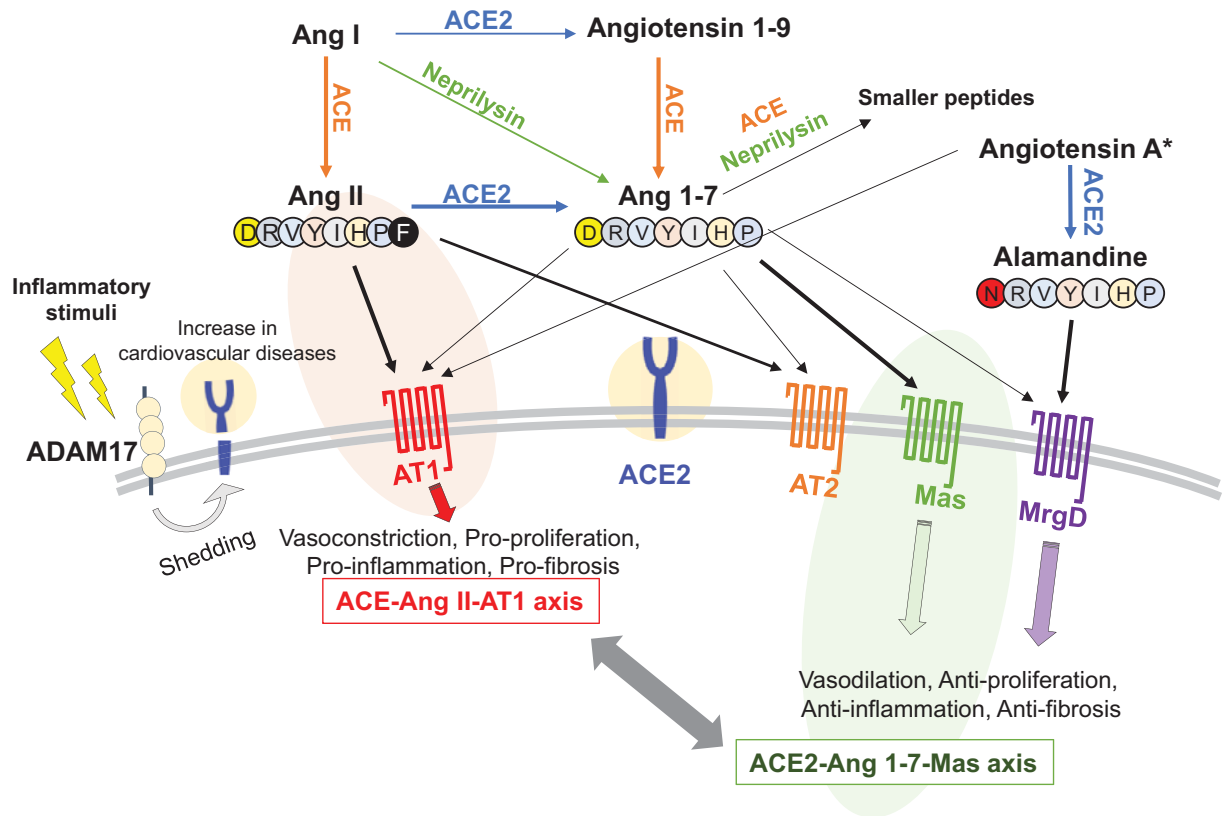 Ang I
ACE2
Angiotensin 1-9
ACE
Neprilysin
ACE
ACE
Neprilysin
Smaller peptides
Angiotensin A*
ACE2
Ang II
ACE2
Ang 1-7
DRVYIHPF
DRVYIHP
Alamandine
NRVYIHP
Inflammatory
stimuli
Increase in
cardiovascular diseases
ADAM17
AT1
ACE2
AT2
Mas
MrgD
Shedding
Vasoconstriction, Pro-proliferation,
Pro-inflammation, Pro-fibrosis
ACE-Ang II-AT1 axis
Vasodilation, Anti-proliferation,
Anti-inflammation, Anti-fibrosis
ACE2-Ang 1-7-Mas axis